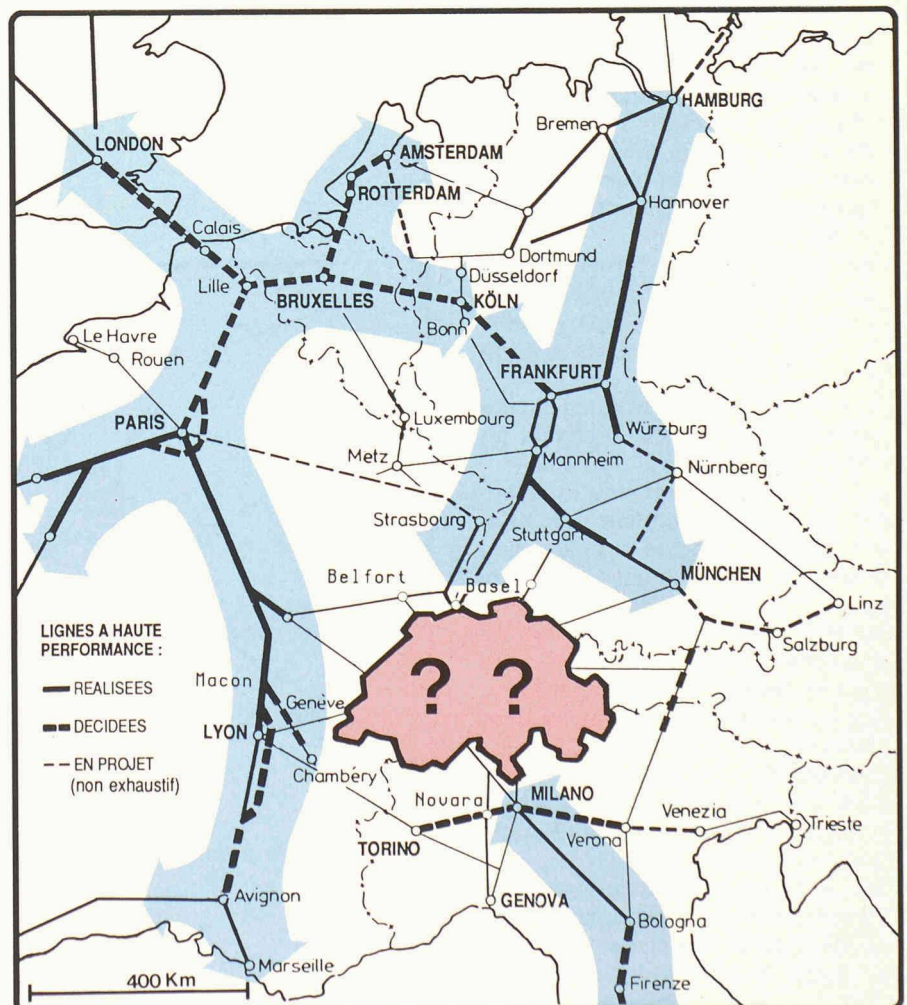 HAMBURG
Bremen
LONDON
AMSTERDAM
ROTTERDAM
Hannover
Calais
Dortmund
Düsseldorf
Lille
BRUXELLES
KÖLN
Bonn
Le Havre
Rouen
FRANKFURT
PARIS
Luxembourg
Würzburg
Metz
Mannheim
Nürnberg
Strasbourg
Stuttgart
Belfort
Basel
MÜNCHEN
Linz
Salzburg
LIGNES A HAUTE
PERFORMANCE :
REALISEES
DECIDEES
EN PROJET
(non exhaustif)
? ?
Macon
Genève
LYON
Chambéry
Novara
MILANO
Venezia
Trieste
TORINO
Verona
GENOVA
Avignon
Bologna
Marseille
Firenze
400 Km